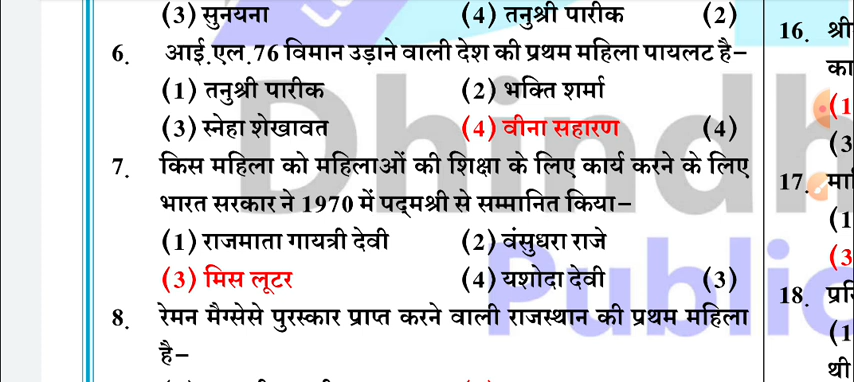 (3) सुनयना (4) तनुश्री पारीक (2)
6. आई.एल.76 विमान उड़ाने वाली देश की प्रथम महिला पायलट है–
(1) तनुश्री पारीक (2) भक्ति शर्मा
(3) स्नेहा शेखावत (4) वीना सहारण (4)
7. किस महिला को महिलाओं की शिक्षा के लिए कार्य करने के लिए
भारत सरकार ने 1970 में पद्मश्री से सम्मानित किया–
(1) राजमाता गायत्री देवी (2) वंसुधरा राजे
(3) मिस लूटर (4) यशोदा देवी (3)
8. रेमन मैग्सेसे पुरस्कार प्राप्त करने वाली राजस्थान की प्रथम महिला
है–
16. श्री
का
(1
(3
17. मा
(1
(3
18.
(1
थी
Dhindh
Public